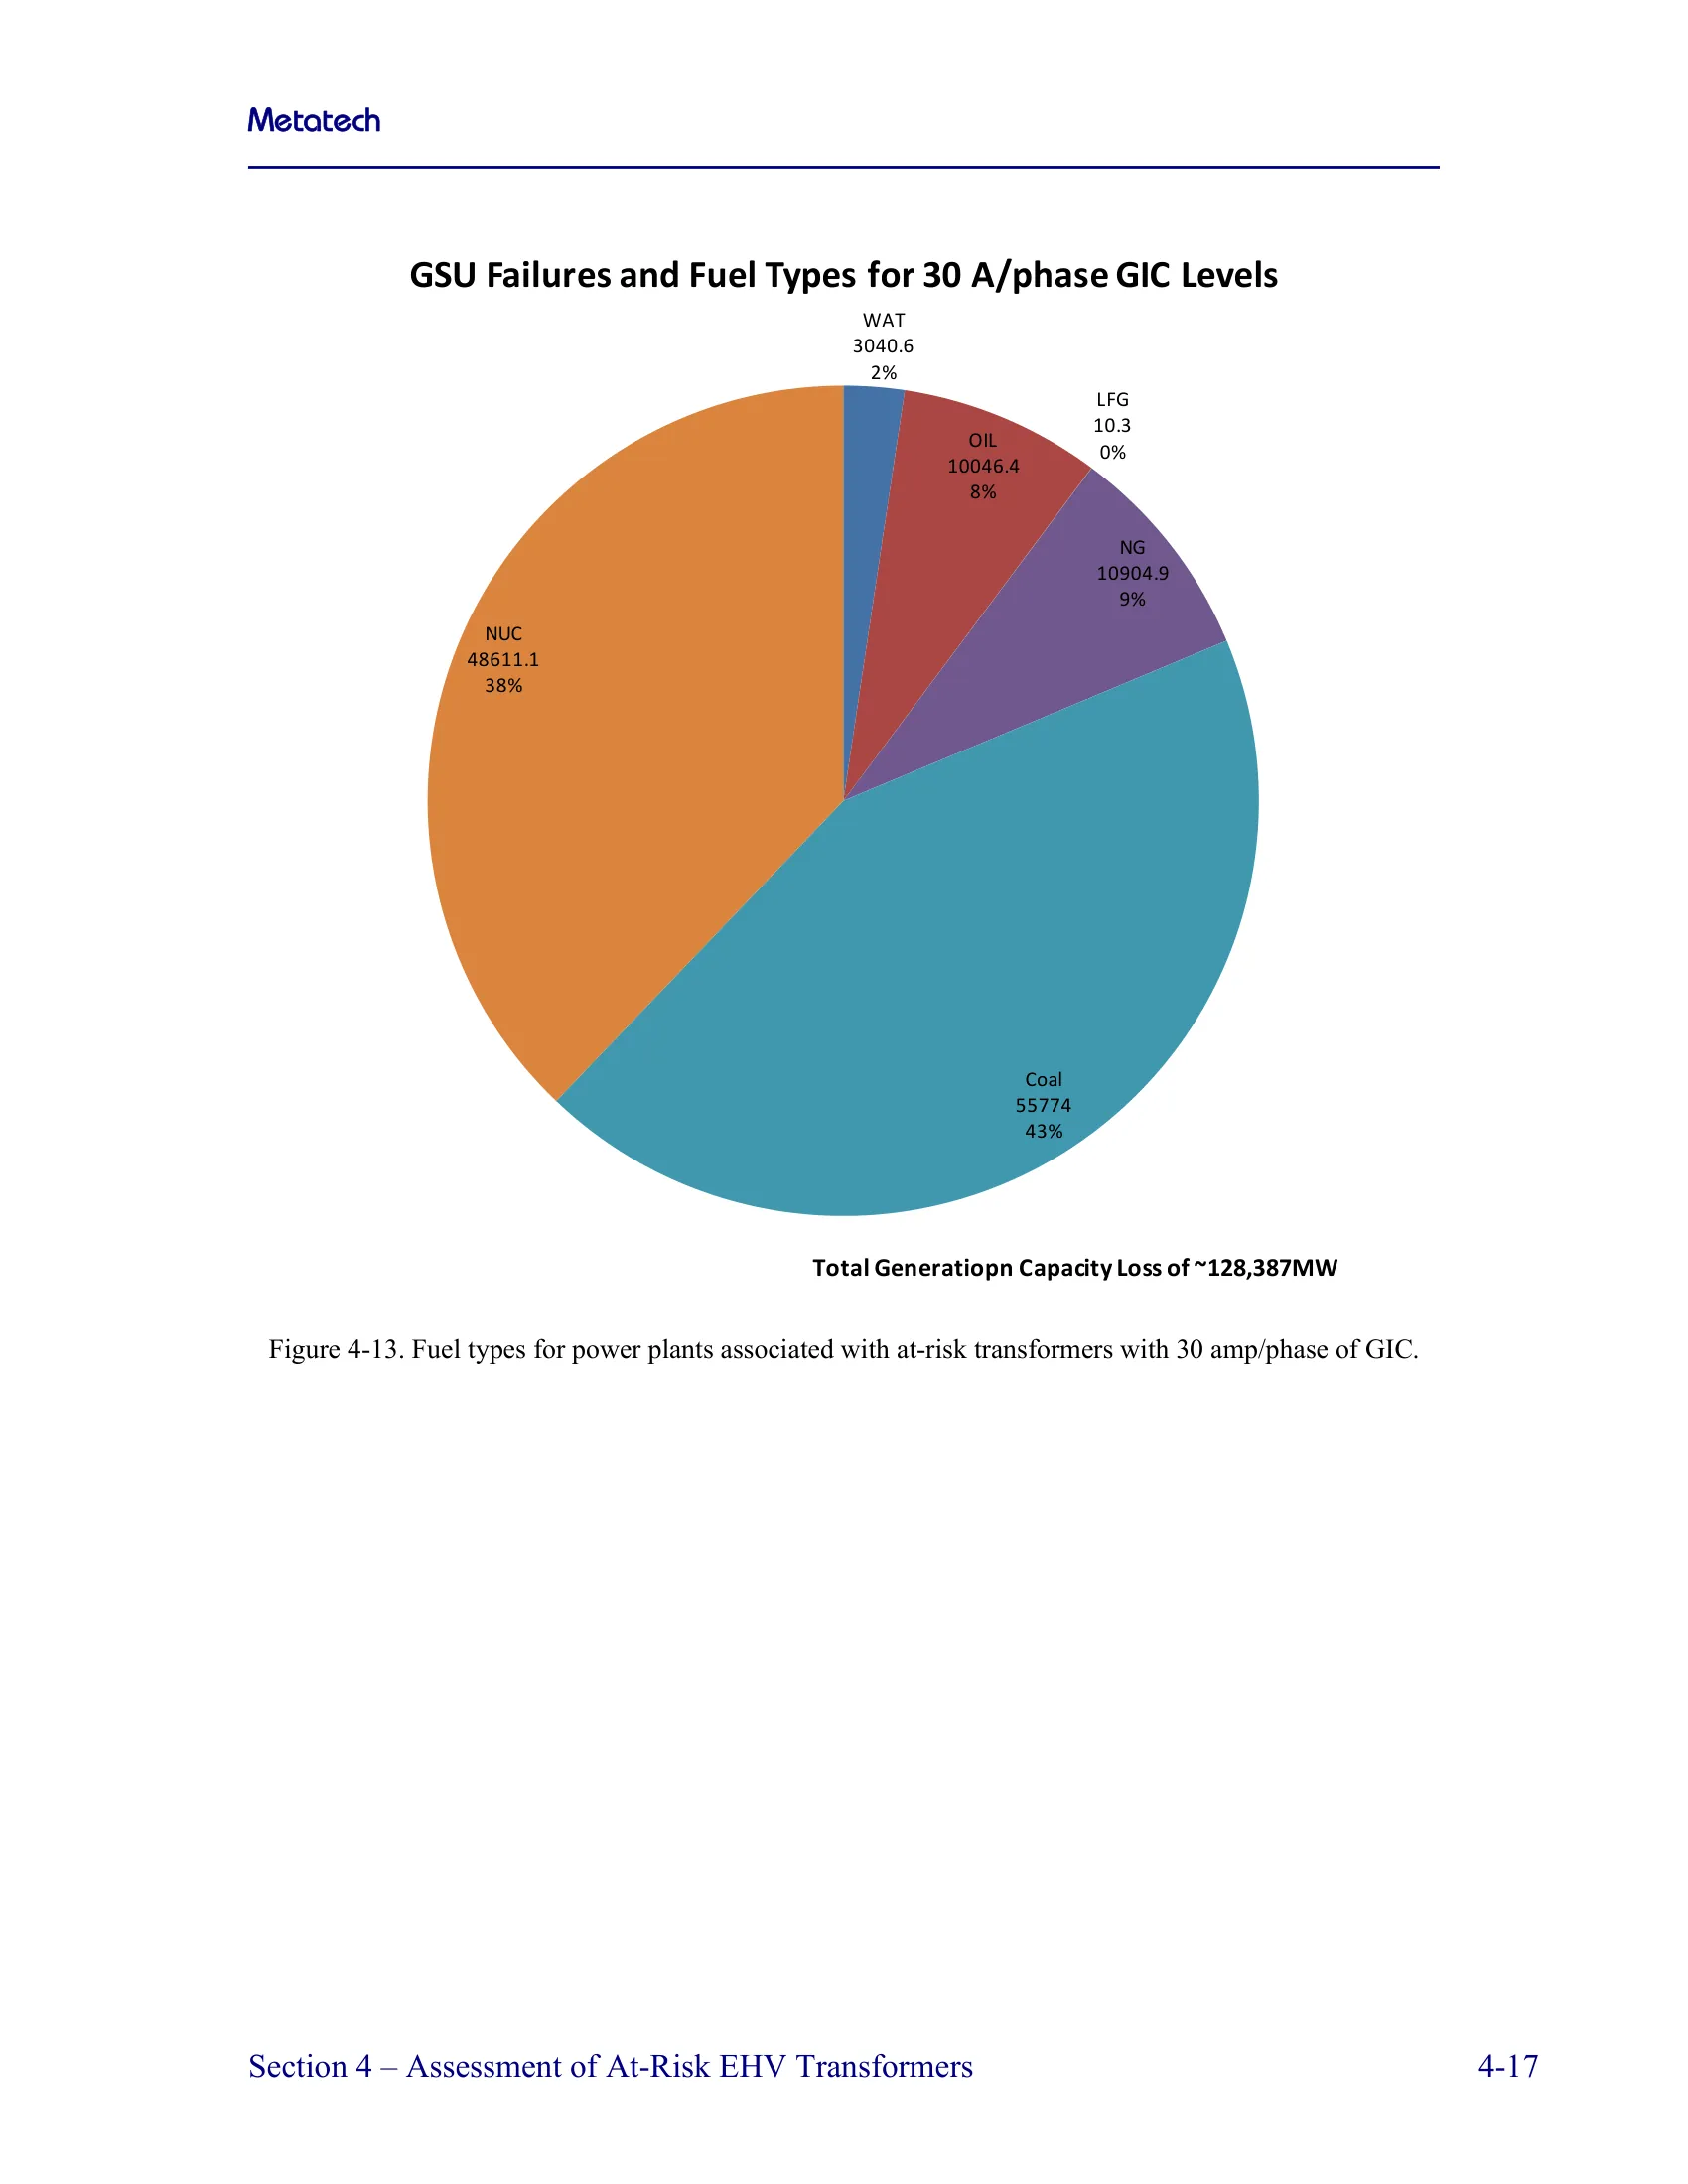 Metatech
GSU Failures and Fuel Types for 30 A/phase GIC Levels
WAT
3040.6
2%
LFG
10.3
0%
OIL
10046.4
8%
NG
10904.9
9%
NUC
48611.1
38%
Coal
55774
43%
Total Generatiopn Capacity Loss of ~128,387MW
Figure 4-13. Fuel types for power plants associated with at-risk transformers with 30 amp/phase of GIC.
Section 4 – Assessment of At-Risk EHV Transformers 4-17